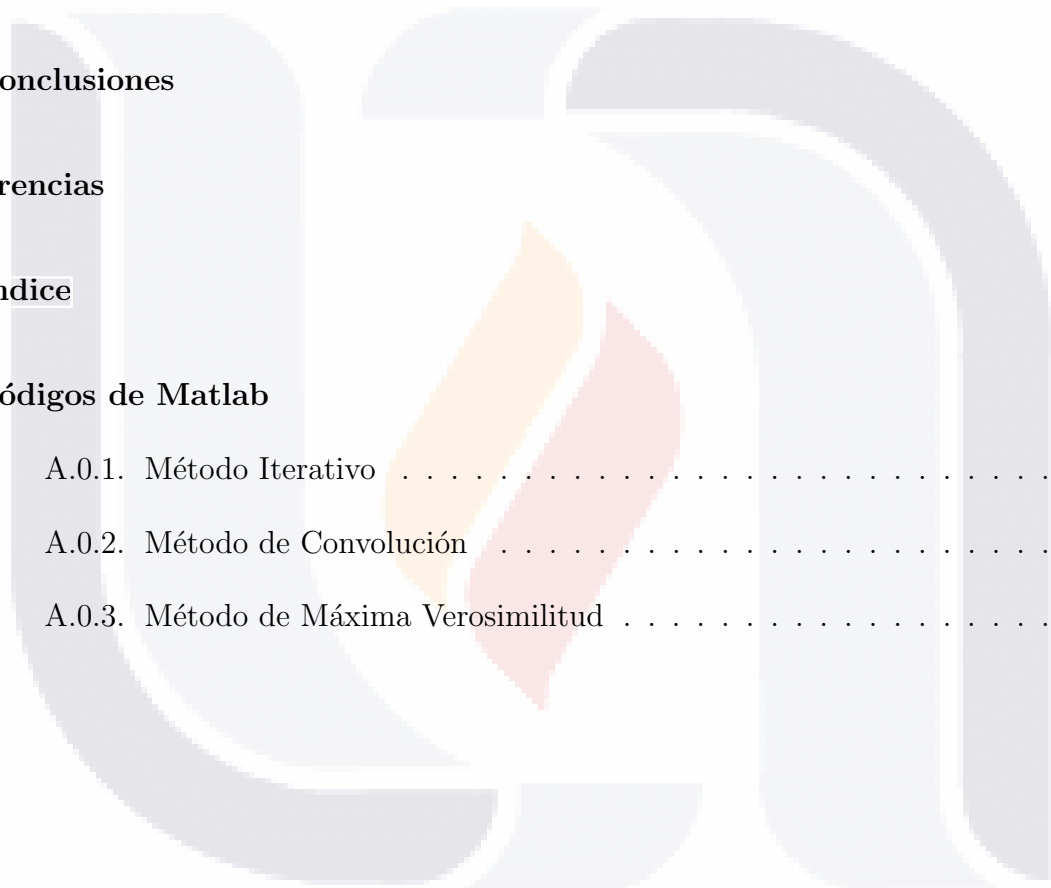 onclusiones
rencias
ndice
ódigos de Matlab
A.0.1. Método Iterativo . . . . . . . . . . . . . . . . . . . . . . . . . . .
A.0.2. Método de Convolución . . . . . . . . . . . . . . . . . . . . . . .
A.0.3. Método de Máxima Verosimilitud . . . . . . . . . . . . . . . . . .